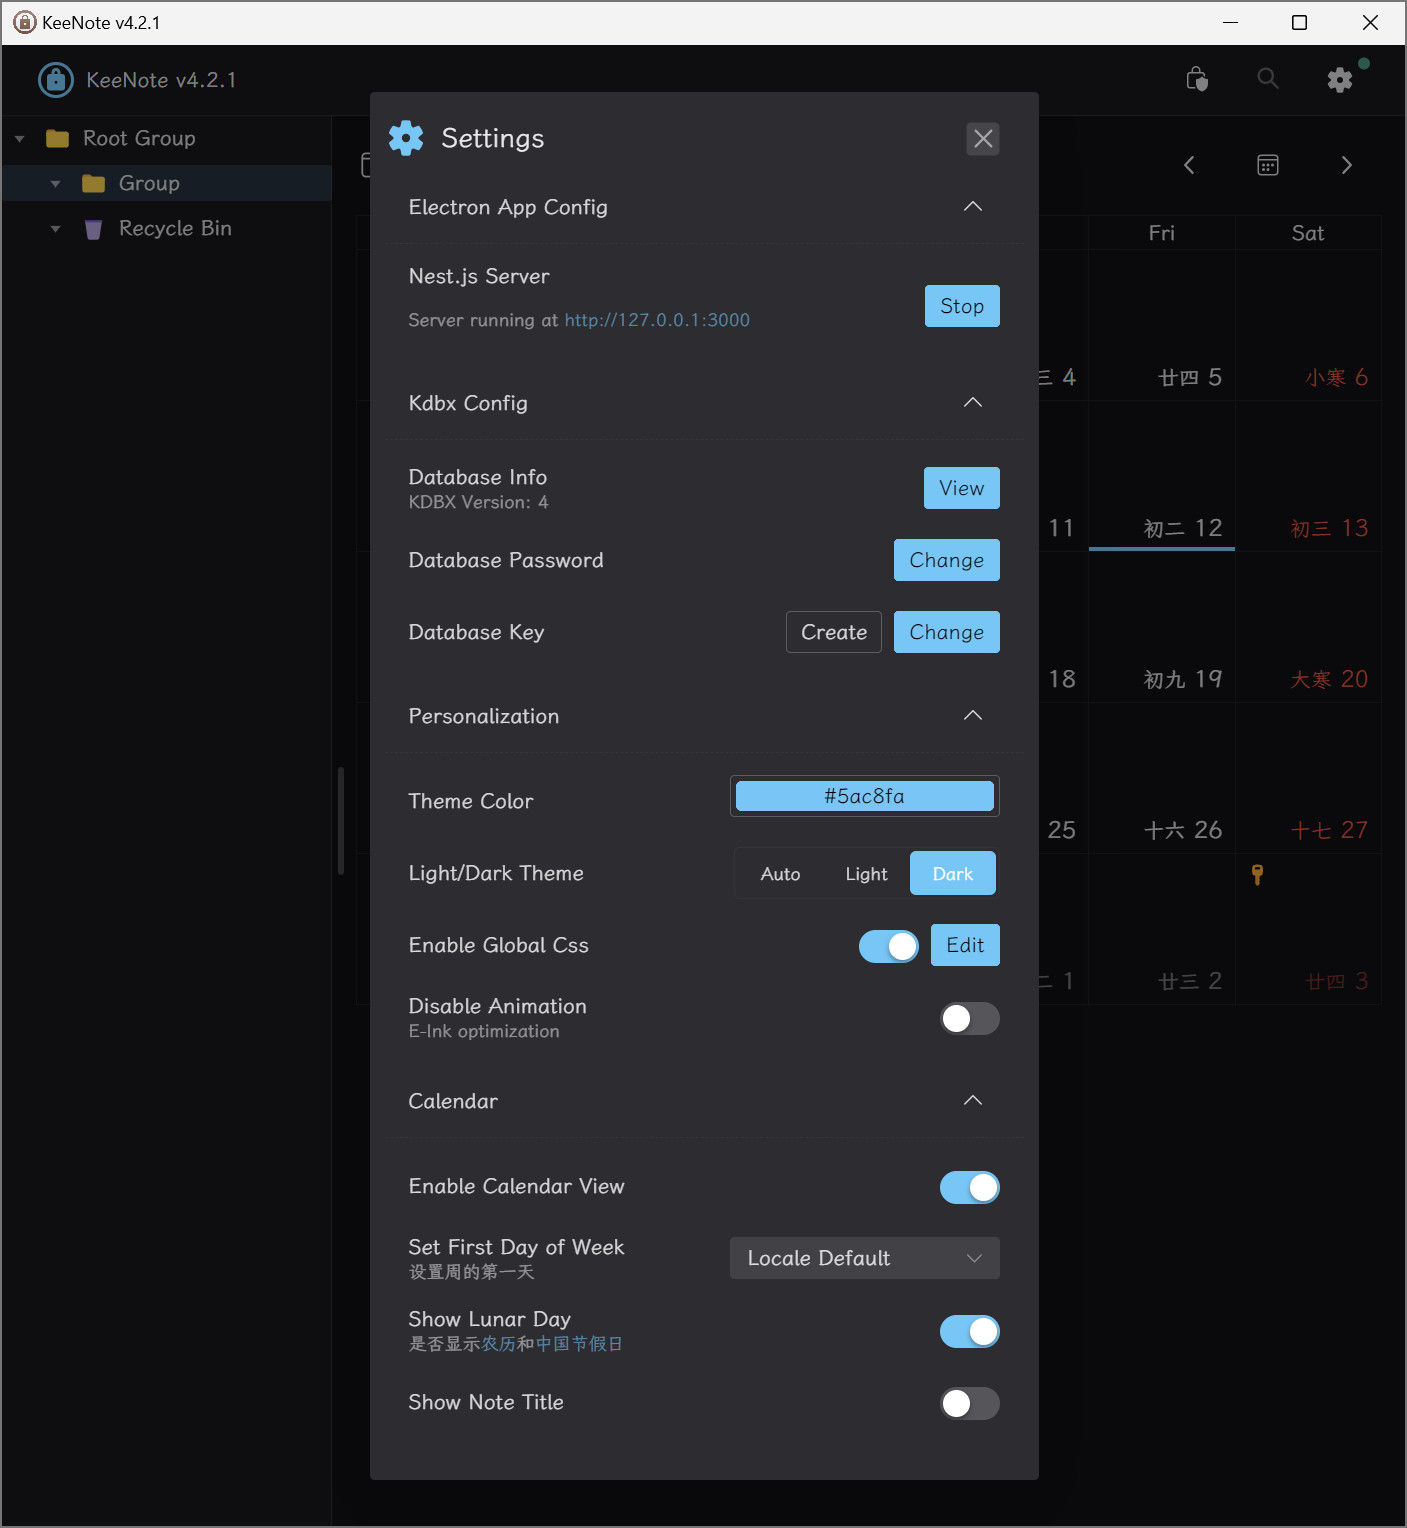 KeeNote v4.2.1
KeeNote v4.2.1
Root Group
Group
Recycle Bin
Settings
Electron App Config
Nest.js Server
Server running at http://127.0.0.1:3000
Stop
Kdbx Config
Database Info
KDBX Version: 4
View
Database Password
Change
Database Key
Create
Change
Personalization
Theme Color
#5ac8fa
Light/Dark Theme
Auto
Light
Dark
Enable Global Css
Edit
Disable Animation
E-Ink optimization
Calendar
Enable Calendar View
Set First Day of Week
设置周的第一天
Locale Default
Show Lunar Day
是否显示农历和中国节假日
Show Note Title
Fri
Sat
三 4
廿四 5
小寒 6
11
初二 12
初三 13
18
初九 19
大寒 20
25
十六 26
十七 27
二 1
廿三 2
廿四 3